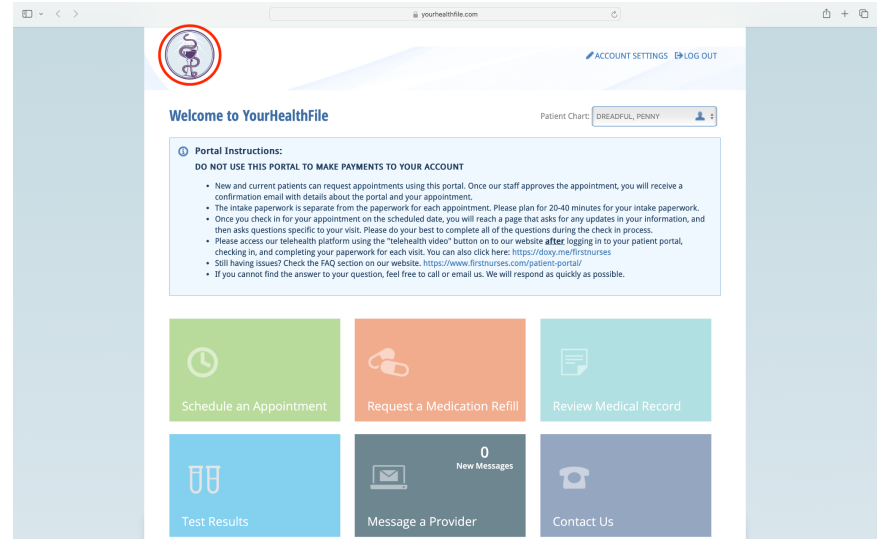 yourhealthfile.com
ACCOUNT SETTINGS LOG OUT
Welcome to YourHealthFile
Patient Chart: DREADFUL, PENNY
Portal Instructions:
DO NOT USE THIS PORTAL TO MAKE PAYMENTS TO YOUR ACCOUNT
• New and current patients can request appointments using this portal. Once our staff approves the appointment, you will receive a
confirmation email with details about the portal and your appointment.
• The intake paperwork is separate from the paperwork for each appointment. Please plan for 20-40 minutes for your intake paperwork.
• Once you check in for your appointment on the scheduled date, you will reach a page that asks for any updates in your information, and
then asks questions specific to your visit. Please do your best to complete all of the questions during the check in process.
• Please access our telehealth platform using the "telehealth video" button on to our website after logging in to your patient portal,
checking in, and completing your paperwork for each visit. You can also click here: https://doxy.me/firstnurses
• Still having issues? Check the FAQ section on our website. https://www.firstnurses.com/patient-portal/
• If you cannot find the answer to your question, feel free to call or email us. We will respond as quickly as possible.
Schedule an Appointment
Request a Medication Refill
Review Medical Record
Test Results
0
New Messages
Message a Provider
Contact Us